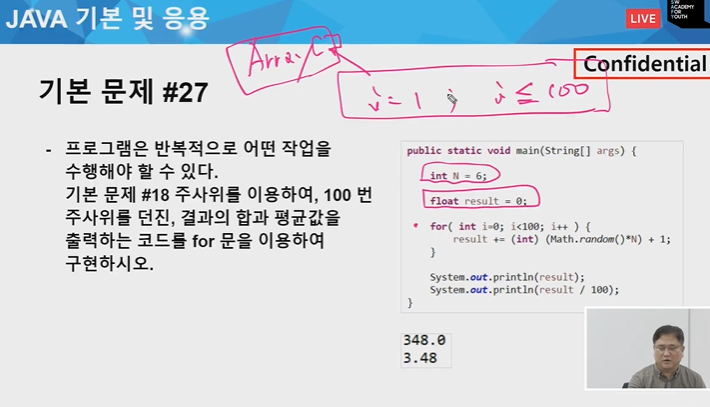 JAVA 기본 및 응용
LIVE
SW
ACADEMY
FOR
YOUTH
Array
Confidential
기본 문제 #27
i = 1 ; i ≤ 100
- 프로그램은 반복적으로 어떤 작업을
수행해야 할 수 있다.
기본 문제 #18 주사위를 이용하여, 100 번
주사위를 던진, 결과의 합과 평균값을
출력하는 코드를 for 문을 이용하여
구현하시오.
public static void main(String[] args) {
int N = 6;
float result = 0;
for( int i=0; i<100; i++ ) {
result += (int) (Math.random()*N) + 1;
}
System.out.println(result);
System.out.println(result / 100);
}
348.0
3.48